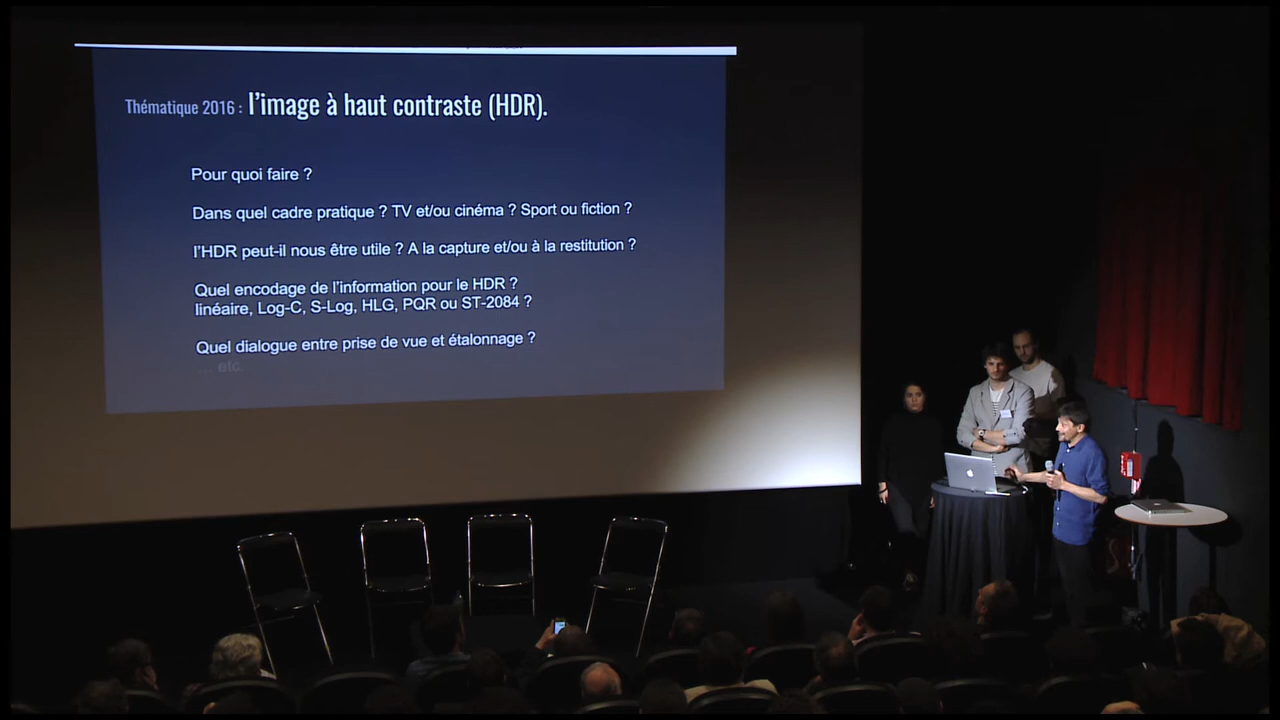 Thématique 2016 : l'image à haut contraste (HDR).
Pour quoi faire ?
Dans quel cadre pratique ? TV et/ou cinéma ? Sport ou fiction ?
l'HDR peut-il nous être utile ? A la capture et/ou à la restitution ?
Quel encodage de l'information pour le HDR ?
linéaire, Log-C, S-Log, HLG, PQR ou ST-2084 ?
Quel dialogue entre prise de vue et étalonnage ?
... etc.